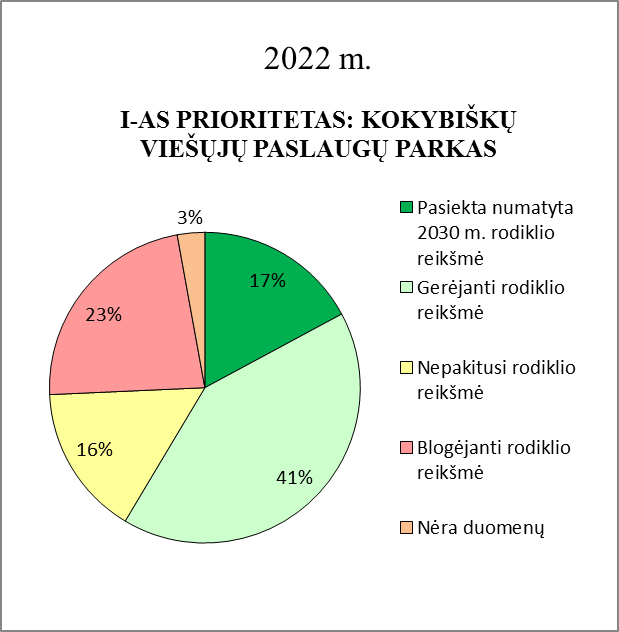 2022 m.
I-AS PRIORITETAS: KOKYBIŠKŲ
VIEŠŲJŲ PASLAUGŲ PARKAS
3%
17%
23%
16%
41%
Pasiekta numatyta
2030 m. rodiklio
reikšmė
Gerėjanti rodiklio
reikšmė
Nepakitusi rodiklio
reikšmė
Blogėjanti rodiklio
reikšmė
Nėra duomenų